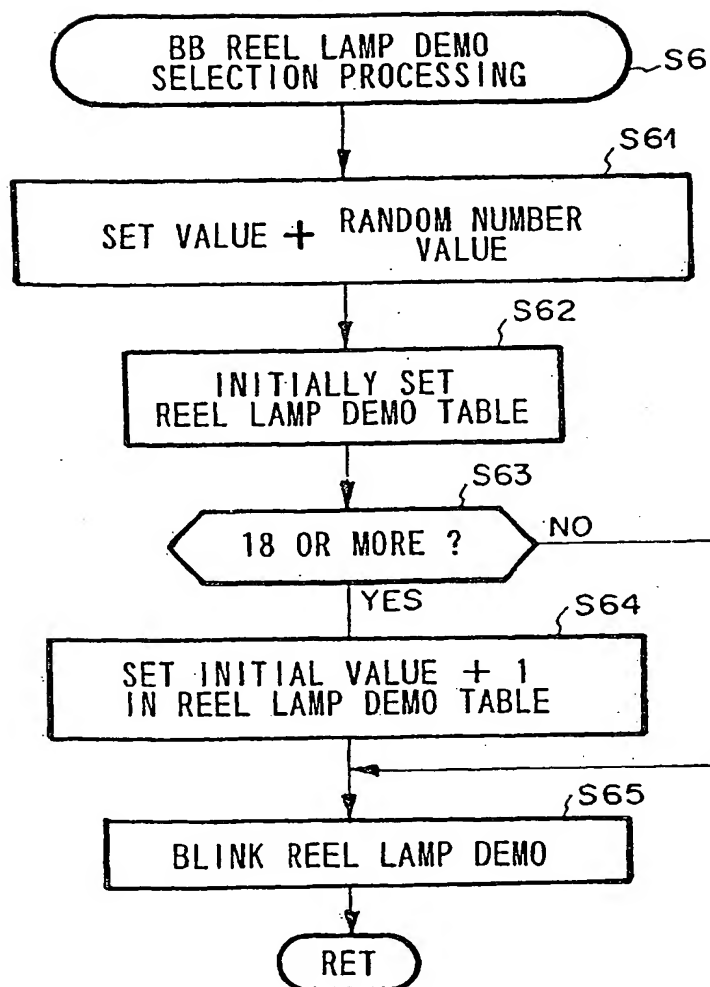 BB REEL LAMP DEMO
SELECTION PROCESSING
S6
S61
SET VALUE + RANDOM NUMBER
VALUE
S62
INITIALLY SET
REEL LAMP DEMO TABLE
S63
18 OR MORE ?
NO
YES
S64
SET INITIAL VALUE + 1
IN REEL LAMP DEMO TABLE
S65
BLINK REEL LAMP DEMO
RET